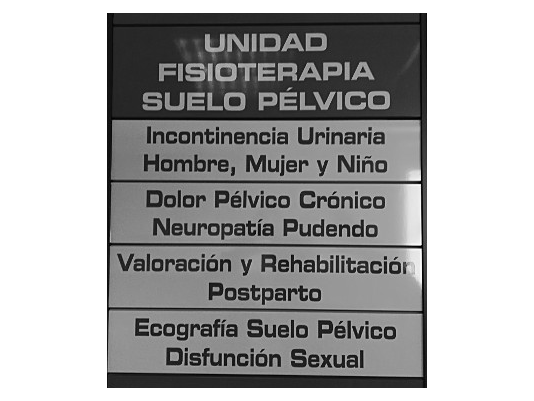 UNIDAD
FISIOTERAPIA
SUELO PÉLVICO
Incontinencia Urinaria
Hombre, Mujer y Niño
Dolor Pélvico Crónico
Neuropatía Pudendo
Valoración y Rehabilitación
Postparto
Ecografía Suelo Pélvico
Disfunción Sexual